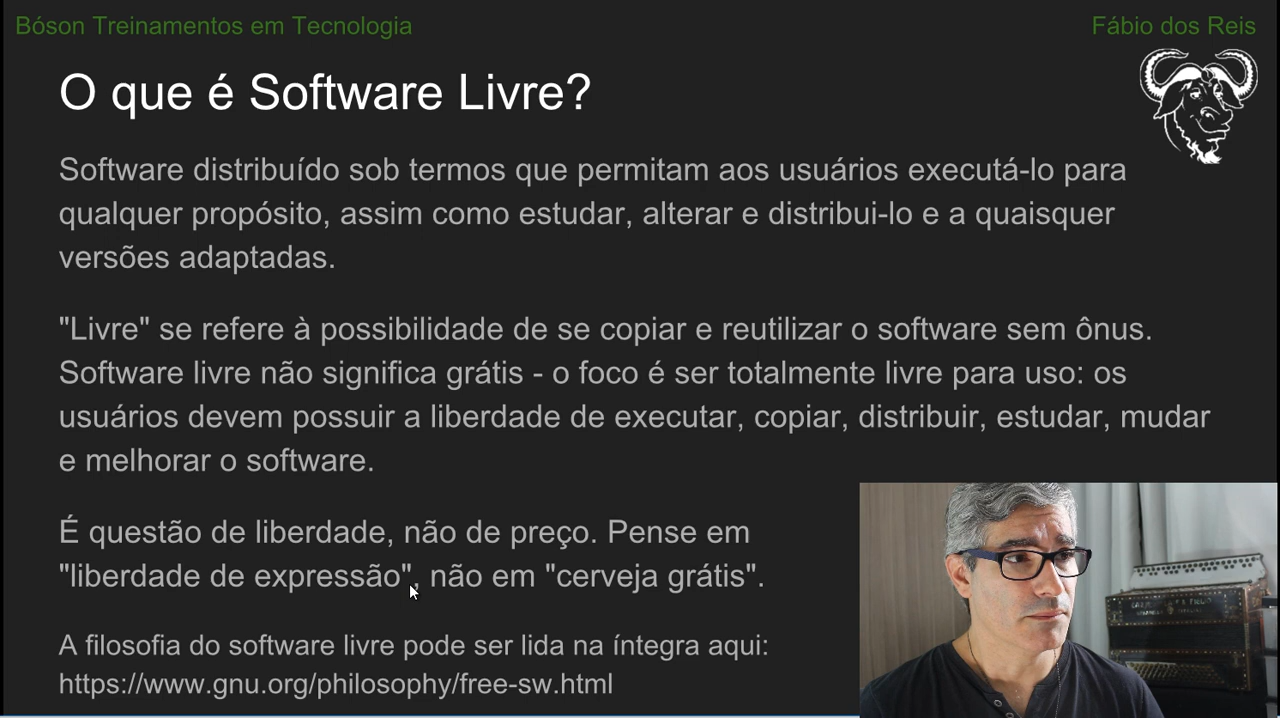 Bóson Treinamentos em Tecnologia
Fábio dos Reis
O que é Software Livre?
Software distribuído sob termos que permitam aos usuários executá-lo para
qualquer propósito, assim como estudar, alterar e distribui-lo e a quaisquer
versões adaptadas.
"Livre" se refere à possibilidade de se copiar e reutilizar o software sem ônus.
Software livre não significa grátis - o foco é ser totalmente livre para uso: os
usuários devem possuir a liberdade de executar, copiar, distribuir, estudar, mudar
e melhorar o software.
É questão de liberdade, não de preço. Pense em
"liberdade de expressão", não em "cerveja grátis".
A filosofia do software livre pode ser lida na íntegra aqui:
https://www.gnu.org/philosophy/free-sw.html